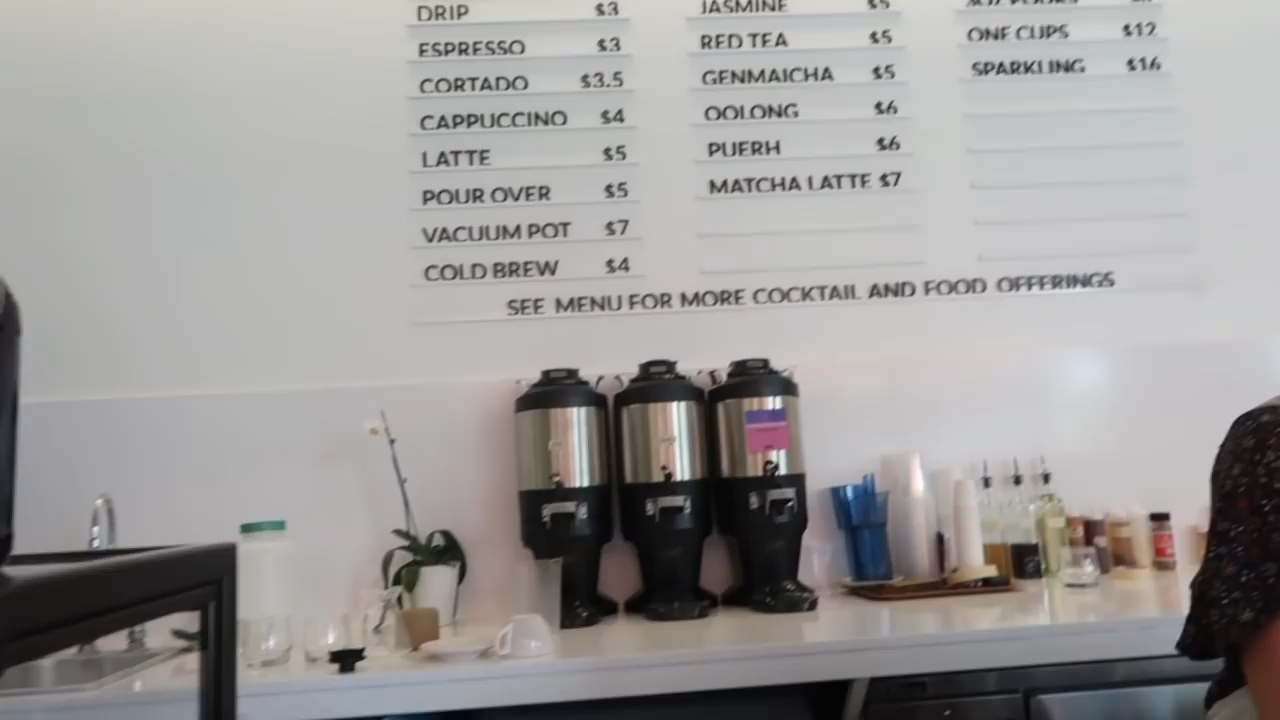 DRIP $3
ESPRESSO $3
CORTADO $3.5
CAPPUCCINO $4
LATTE $5
POUR OVER $5
VACUUM POT $7
COLD BREW $4
JASMINE $5
RED TEA $5
GENMAICHA $5
OOLONG $6
PUERH $6
MATCHA LATTE $7
ONE CUPS $12
SPARKLING $16
SEE MENU FOR MORE COCKTAIL AND FOOD OFFERINGS